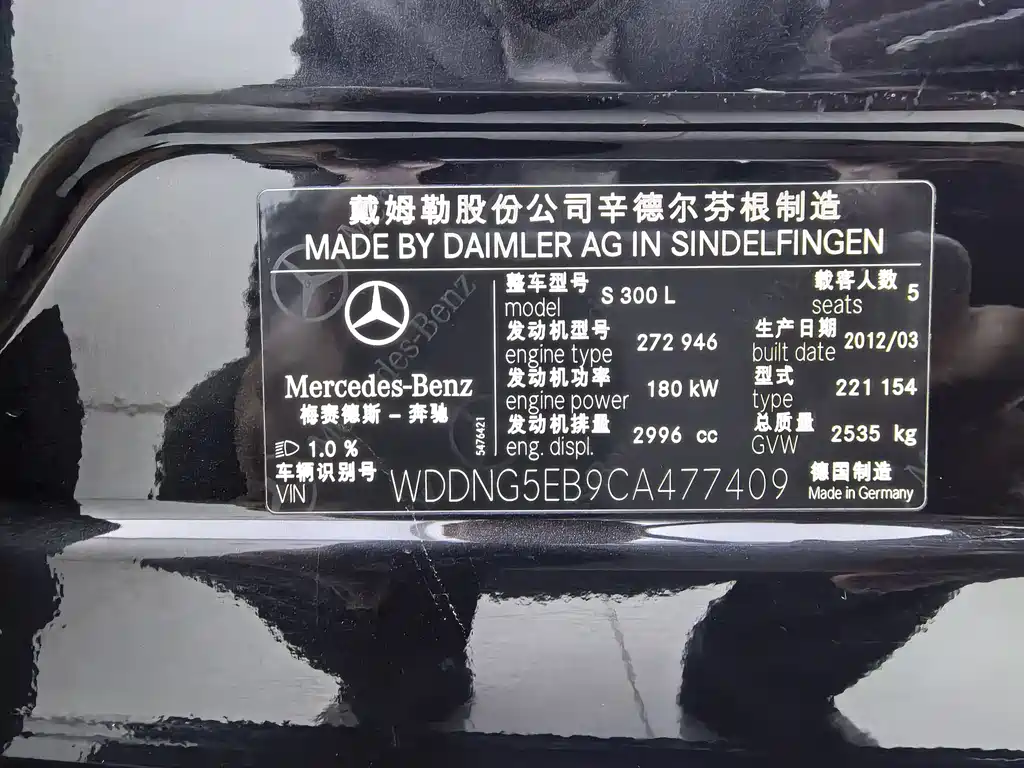 戴姆勒股份公司辛德尔芬根制造
MADE BY DAIMLER AG IN SINDELFINGEN
Mercedes-Benz
梅赛德斯-奔驰
1.0 %
5476421
整车型号
model S 300 L
载客人数
seats 5
发动机型号
engine type 272 946
生产日期
built date 2012/03
发动机功率
engine power 180 kW
型式
type 221 154
发动机排量
eng. displ. 2996 cc
总质量
GVW 2535 kg
车辆识别号
VIN WDDNG5EB9CA477409
德国制造
Made in Germany
Mercedes-Benz